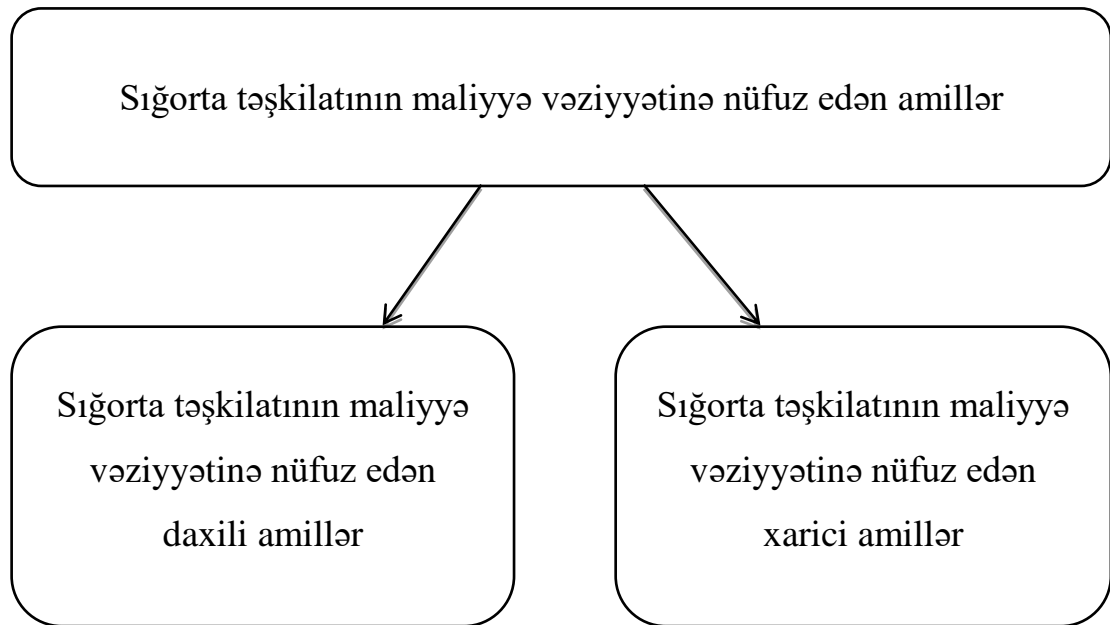 Sığorta təşkilatının maliyyə vəziyyətinə nüfuz edən amillər
Sığorta təşkilatının maliyyə
vəziyyətinə nüfuz edən
daxili amillər
Sığorta təşkilatının maliyyə
vəziyyətinə nüfuz edən
xarici amillər